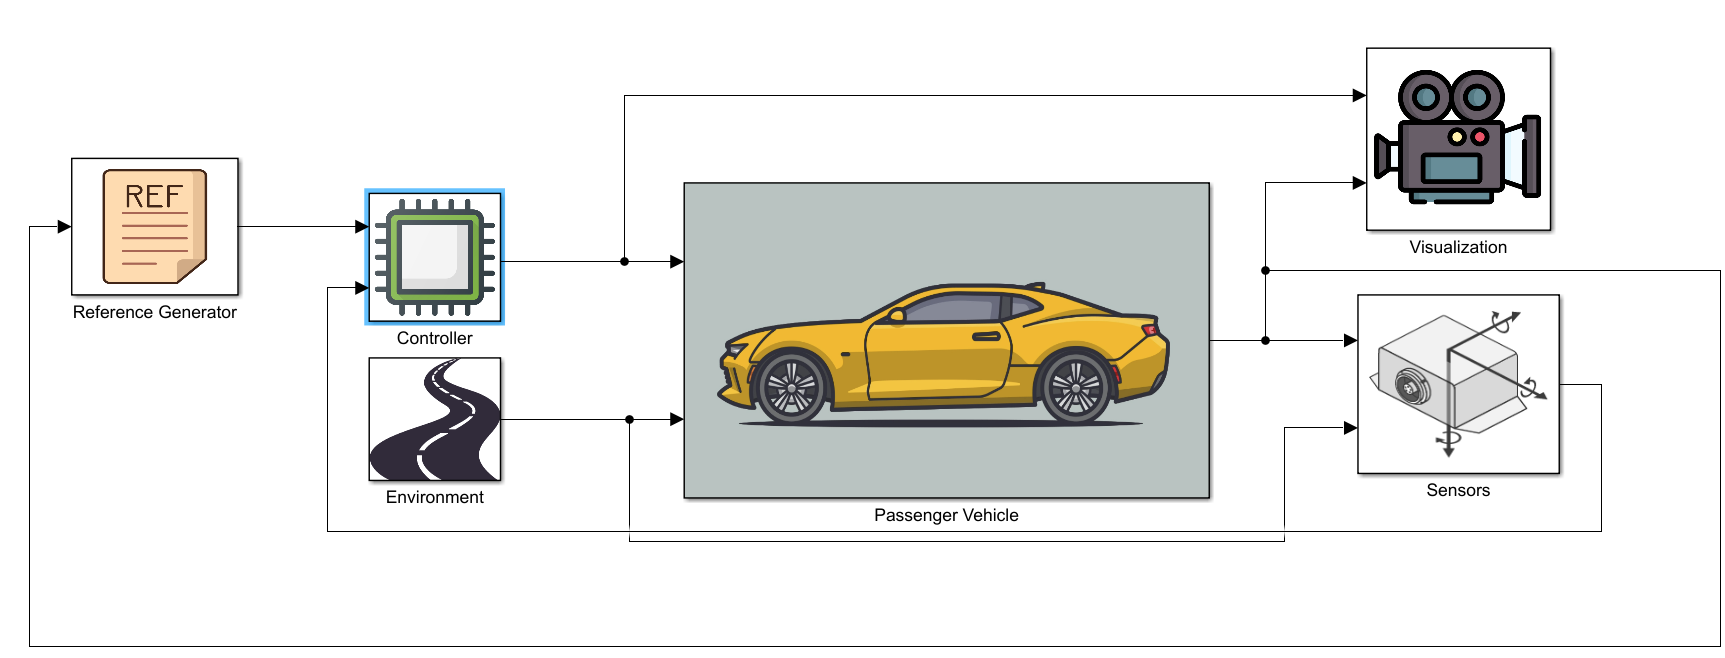 REF
Reference Generator
Controller
Environment
Passenger Vehicle
Visualization
Sensors